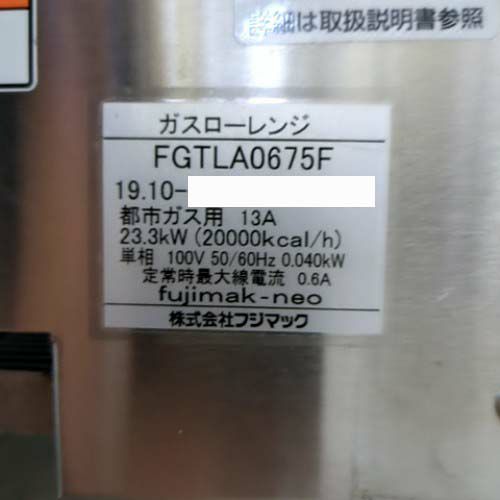 詳細は取扱説明書参照
ガスローレンジ
FGTLA0675F
19.10-
都市ガス用 13A
23.3kW (20000kcal/h)
単相 100V 50/60Hz 0.040kW
定常時最大線電流 0.6A
fujimak-neo
株式会社フジマック